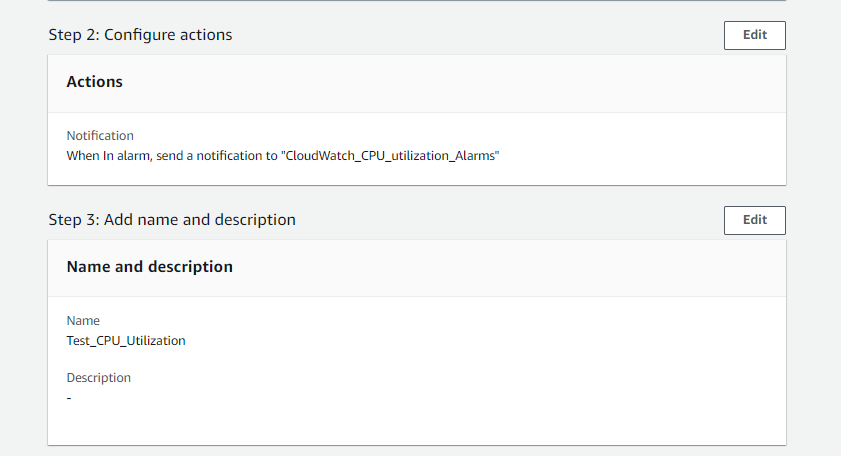 Step 2: Configure actions
Edit
Actions
Notification
When In alarm, send a notification to "CloudWatch_CPU_utilization_Alarms"
Step 3: Add name and description
Edit
Name and description
Name
Test_CPU_Utilization
Description
-